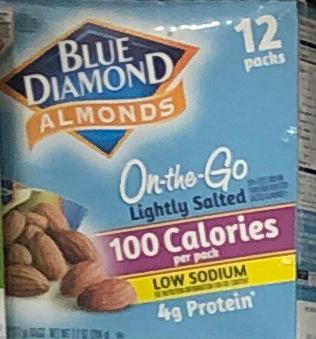 BLUE
DIAMOND
ALMONDS
12
packs
On-the-Go
Lightly Salted
100 Calories
per pack
LOW SODIUM
4g Protein